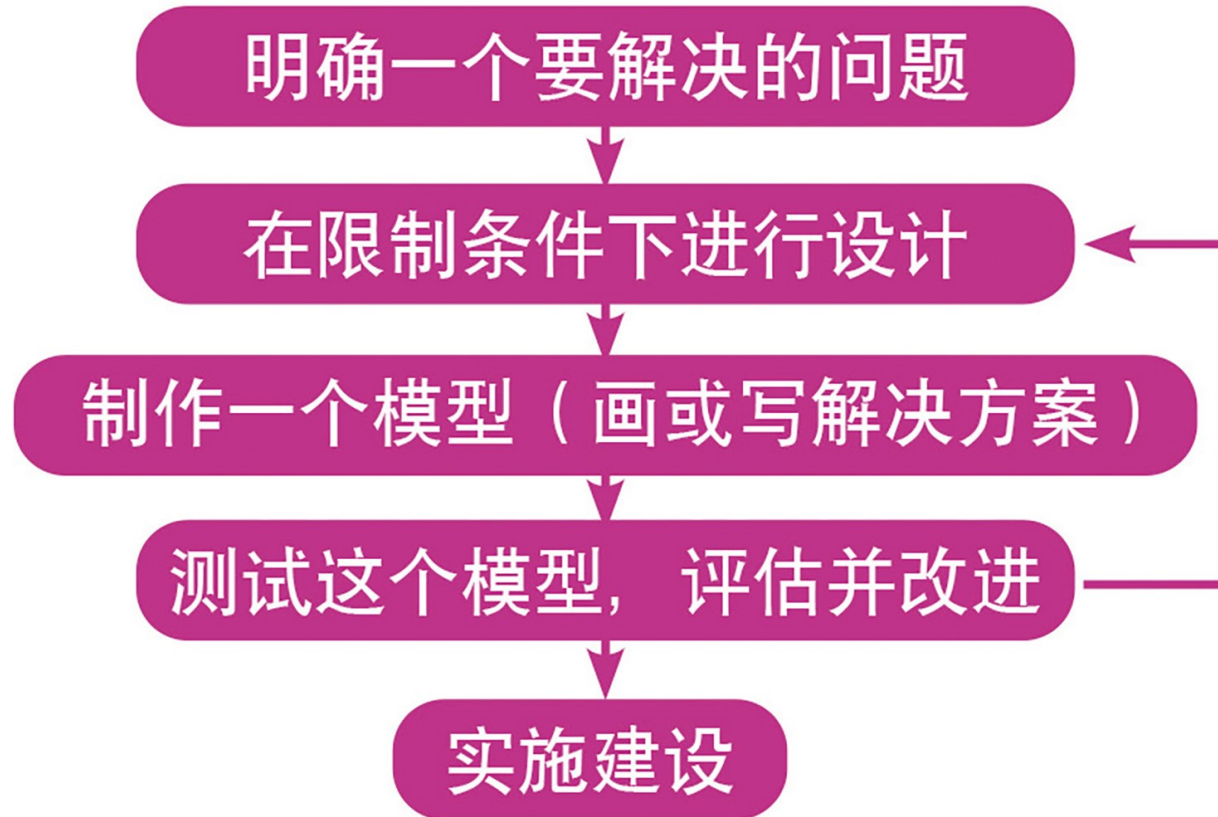 明确一个要解决的问题
在限制条件下进行设计
制作一个模型（画或写解决方案）
测试这个模型，评估并改进
实施建设